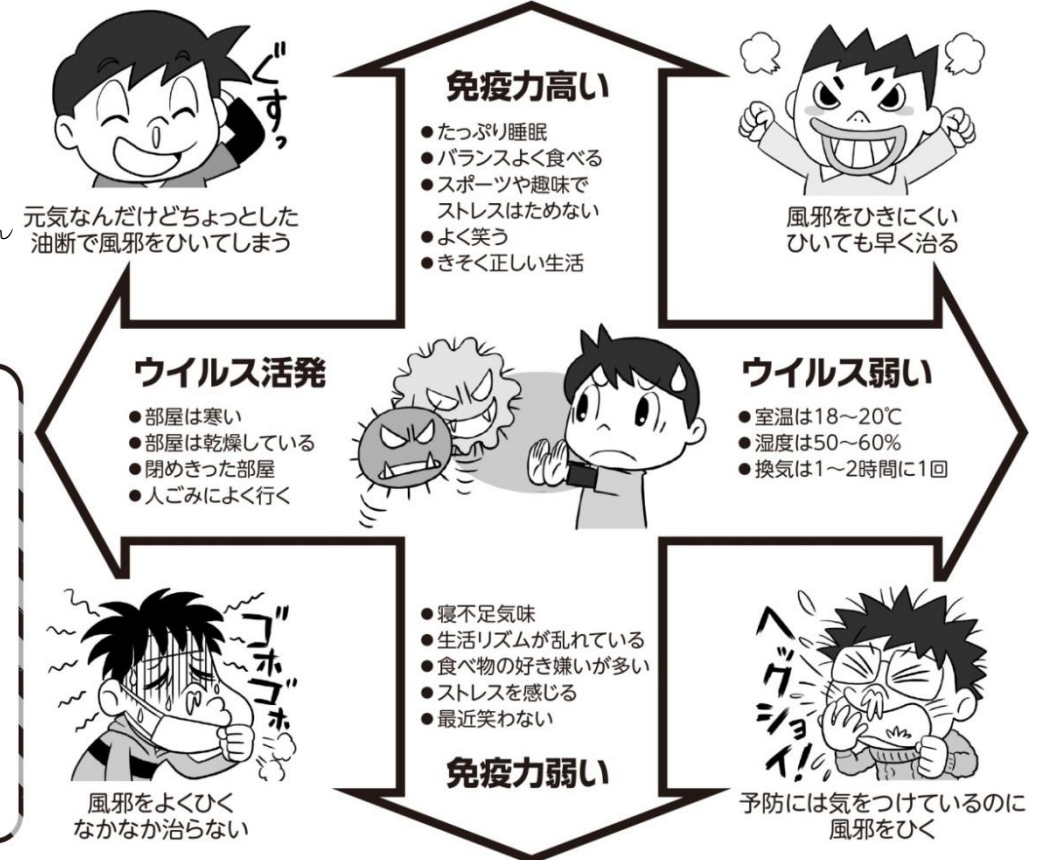 ぐすっ
元気なんだけどちょっとした
油断で風邪をひいてしまう
免疫力高い
●たっぷり睡眠
●バランスよく食べる
●スポーツや趣味で
ストレスはためない
●よく笑う
●きそく正しい生活
風邪をひきにくい
ひいても早く治る
ウイルス活発
●部屋は寒い
●部屋は乾燥している
●閉めきった部屋
●人ごみによく行く
ウイルス弱い
●室温は18~20℃
●湿度は50~60%
●換気は1~2時間に1回
ゴホゴホ
風邪をよくひく
なかなか治らない
●寝不足気味
●生活リズムが乱れている
●食べ物の好き嫌いが多い
●ストレスを感じる
●最近笑わない
免疫力弱い
ヘグショイ!
予防には気をつけているのに
風邪をひく